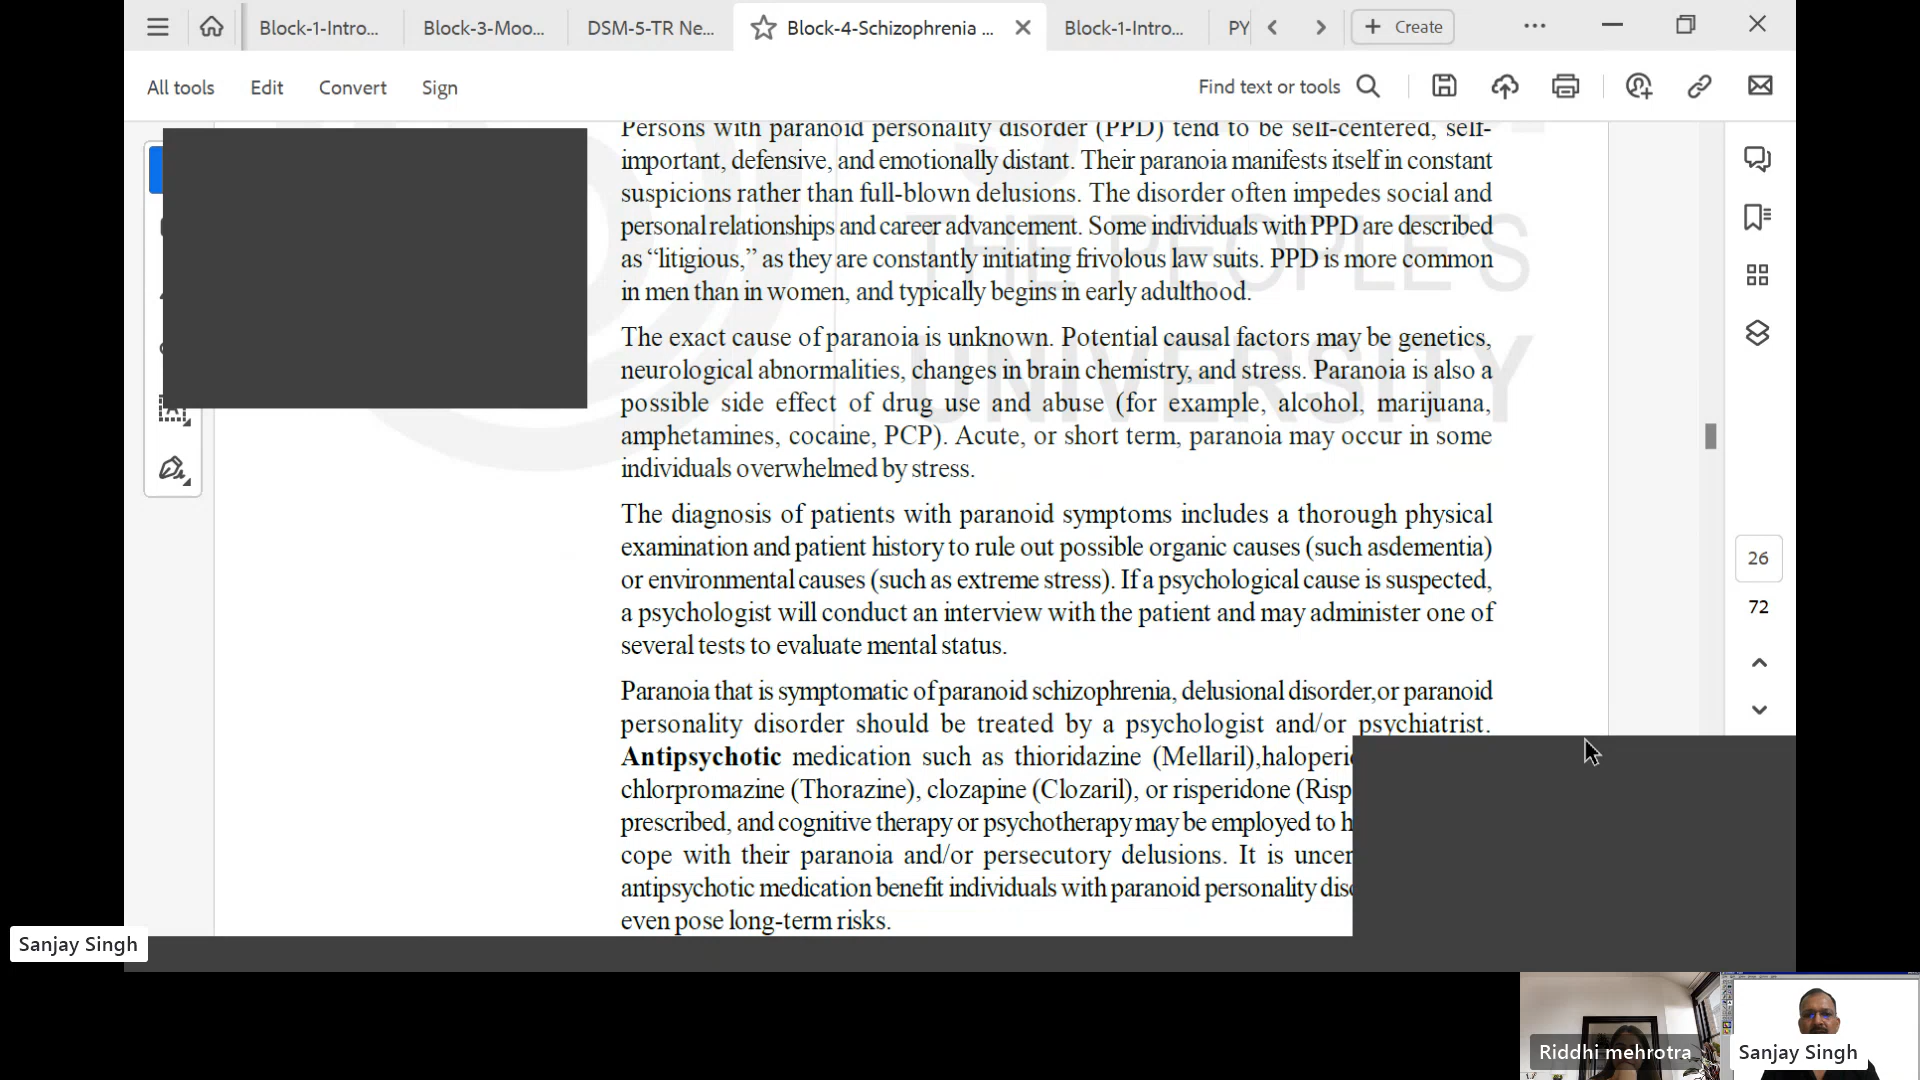 Block-1-Intro...
Block-3-Moo...
DSM-5-TR Ne...
Block-4-Schizophrenia ...
Block-1-Intro...
PY
Create
All tools
Edit
Convert
Sign
Find text or tools
Persons with paranoid personality disorder (PPD) tend to be self-centered, self-
important, defensive, and emotionally distant. Their paranoia manifests itself in constant
suspicions rather than full-blown delusions. The disorder often impedes social and
personal relationships and career advancement. Some individuals with PPD are described
as “litigious,” as they are constantly initiating frivolous law suits. PPD is more common
in men than in women, and typically begins in early adulthood.
The exact cause of paranoia is unknown. Potential causal factors may be genetics,
neurological abnormalities, changes in brain chemistry, and stress. Paranoia is also a
possible side effect of drug use and abuse (for example, alcohol, marijuana,
amphetamines, cocaine, PCP). Acute, or short term, paranoia may occur in some
individuals overwhelmed by stress.
The diagnosis of patients with paranoid symptoms includes a thorough physical
examination and patient history to rule out possible organic causes (such asdementia)
or environmental causes (such as extreme stress). If a psychological cause is suspected,
a psychologist will conduct an interview with the patient and may administer one of
several tests to evaluate mental status.
Paranoia that is symptomatic of paranoid schizophrenia, delusional disorder,or paranoid
personality disorder should be treated by a psychologist and/or psychiatrist.
Antipsychotic medication such as thioridazine (Mellaril),haloperi
chlorpromazine (Thorazine), clozapine (Clozaril), or risperidone (Risp
prescribed, and cognitive therapy or psychotherapy may be employed to h
cope with their paranoia and/or persecutory delusions. It is uncer
antipsychotic medication benefit individuals with paranoid personality diso
even pose long-term risks.
THE PEOPLE'S
UNIVERSITY
26
72
Sanjay Singh
Riddhi mehrotra
Sanjay Singh